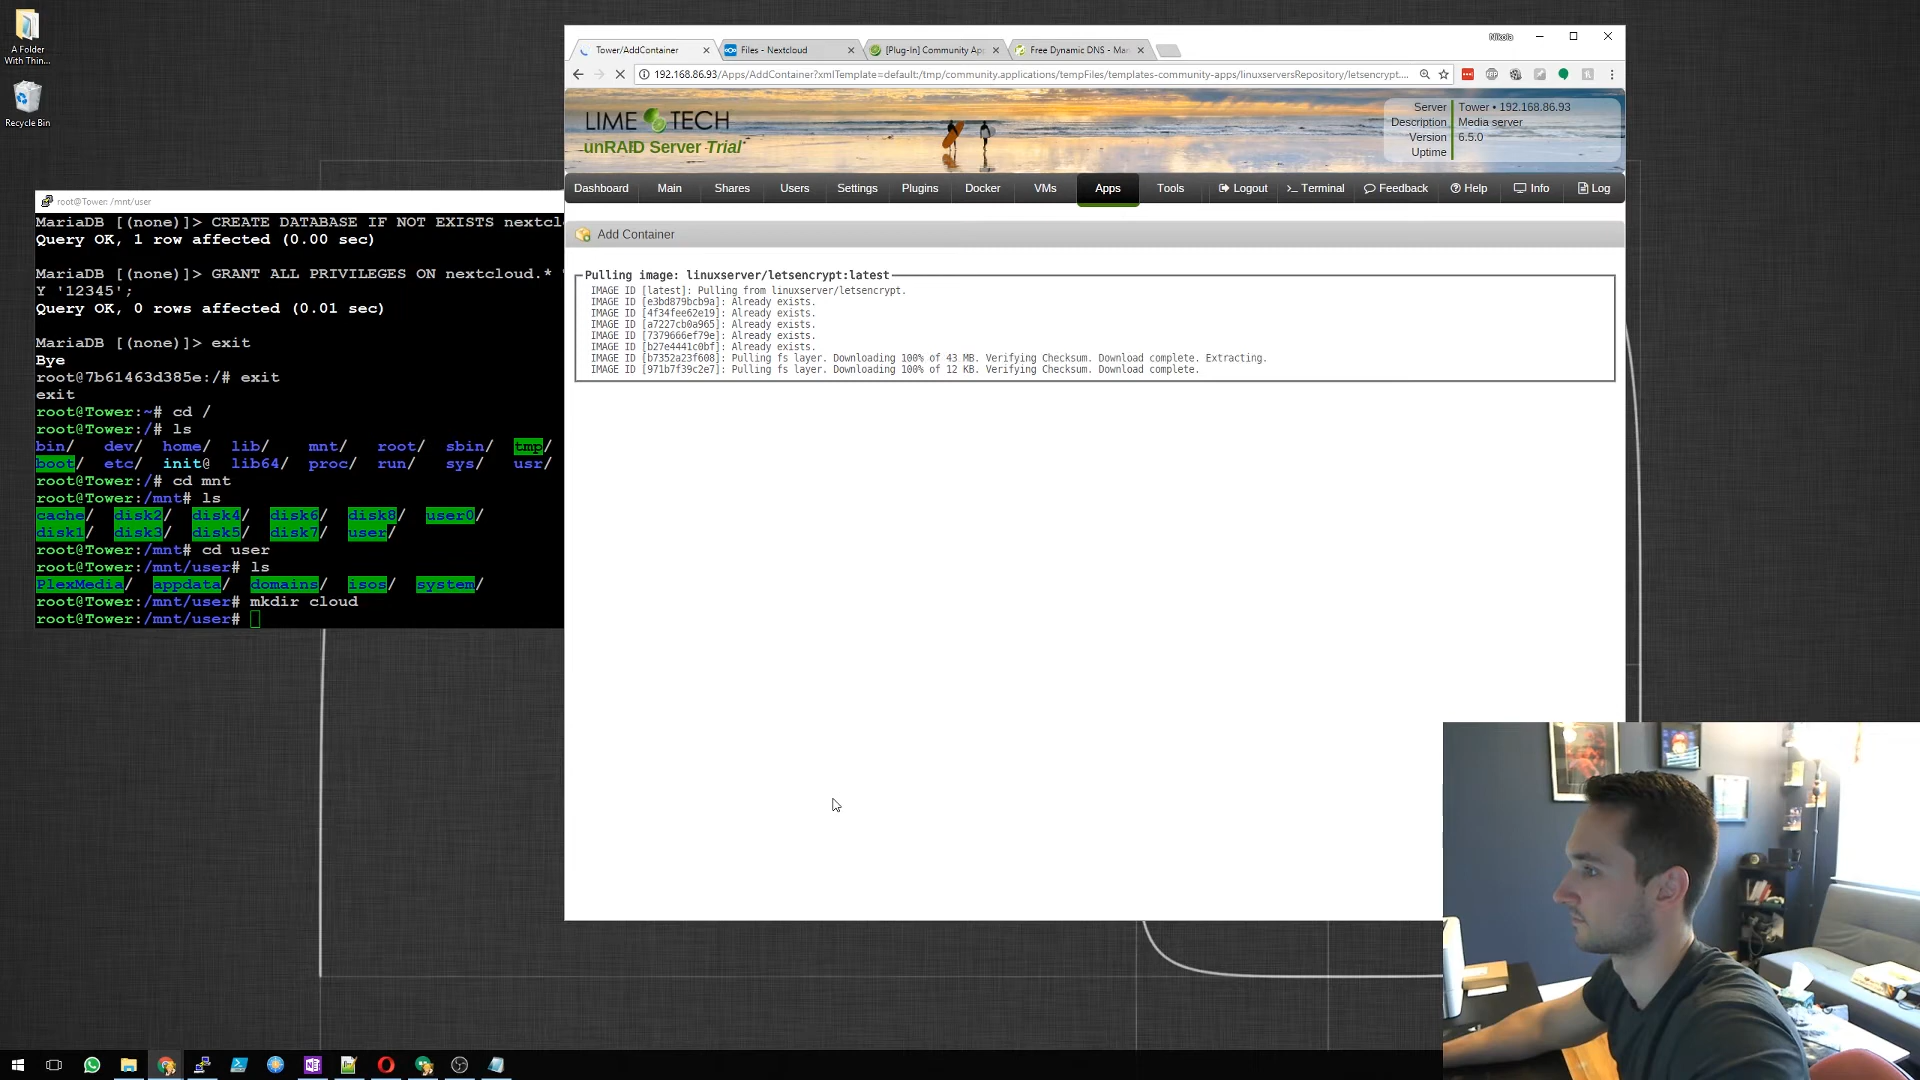 A Folder
With Thin...
Recycle Bin
Nikola
Tower/AddContainer
Files - Nextcloud
[Plug-In] Community Ap
Free Dynamic DNS - Ma
192.168.86.93/Apps/AddContainer?xmlTemplate=default:/tmp/community.applications/tempFiles/templates-community-apps/linuxserversRepository/letsencrypt....
LIME TECH
unRAID Server Trial
Server Tower • 192.168.86.93
Description Media server
Version 6.5.0
Uptime
Dashboard Main Shares Users Settings Plugins Docker VMs Apps Tools Logout Terminal Feedback Help Info Log
Add Container
Pulling image: linuxserver/letsencrypt:latest
IMAGE ID [latest]: Pulling from linuxserver/letsencrypt.
IMAGE ID [e3bd879bcb9a]: Already exists.
IMAGE ID [4f34fee62e19]: Already exists.
IMAGE ID [a7227cb0a965]: Already exists.
IMAGE ID [7379666ef79e]: Already exists.
IMAGE ID [b27e4441c0bf]: Already exists.
IMAGE ID [b7352a23f608]: Pulling fs layer. Downloading 100% of 43 MB. Verifying Checksum. Download complete. Extracting.
IMAGE ID [971b7f39c2e7]: Pulling fs layer. Downloading 100% of 12 KB. Verifying Checksum. Download complete.
root@Tower: /mnt/user
MariaDB [(none)]> CREATE DATABASE IF NOT EXISTS nextcl
Query OK, 1 row affected (0.00 sec)
MariaDB [(none)]> GRANT ALL PRIVILEGES ON nextcloud.*
Y '12345';
Query OK, 0 rows affected (0.01 sec)
MariaDB [(none)]> exit
Bye
root@7b61463d385e:/# exit
exit
root@Tower:~# cd /
root@Tower:/# ls
bin/ dev/ home/ lib/ mnt/ root/ sbin/ tmp/
boot/ etc/ init@ lib64/ proc/ run/ sys/ usr/
root@Tower:/# cd mnt
root@Tower:/mnt# ls
cache/ disk2/ disk4/ disk6/ disk8/ user0/
disk1/ disk3/ disk5/ disk7/ user/
root@Tower:/mnt# cd user
root@Tower:/mnt/user# ls
PlexMedia/ appdata/ domains/ isos/ system/
root@Tower:/mnt/user# mkdir cloud
root@Tower:/mnt/user#